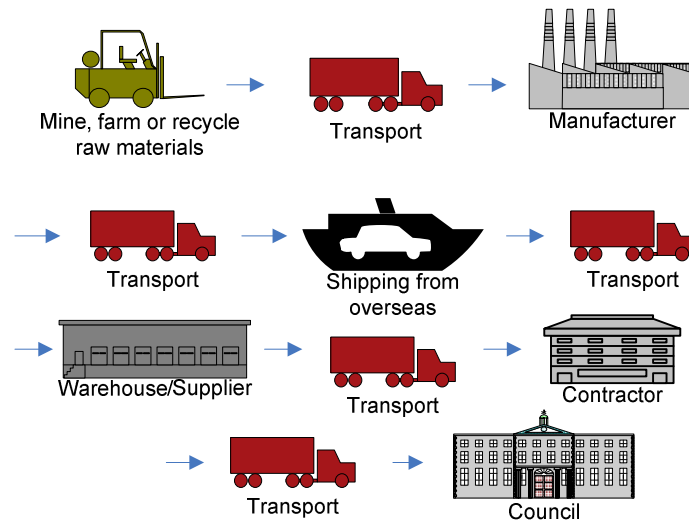 Mine, farm or recycle
raw materials
Transport
Manufacturer
Transport
Shipping from
overseas
Transport
Warehouse/Supplier
Transport
Contractor
Transport
Council